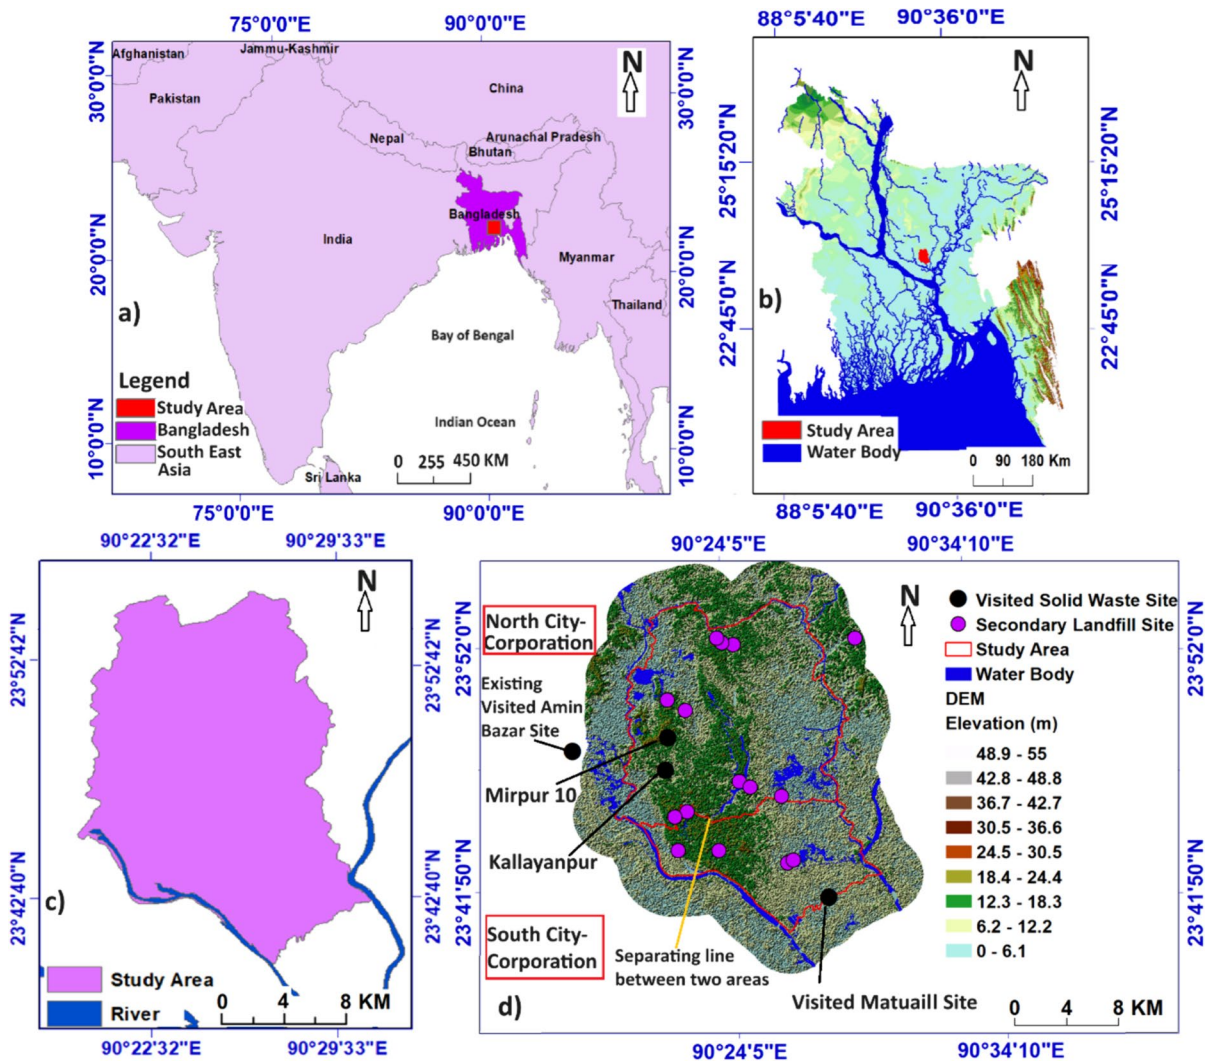 75°0'0"E
90°0'0"E
Afghanistan
Jammu-Kashmir
Pakistan
China
Nepal
Arunachal Pradesh
Bhutan
Bangladesh
India
Myanmar
Thailand
Bay of Bengal
Indian Ocean
Sri Lanka
N
a)
Legend
Study Area
Bangladesh
South East
Asia
0 255 450 KM
30°0'0"N
20°0'0"N
10°0'0"N
30°0'0"N
20°0'0"N
10°0'0"N
75°0'0"E
90°0'0"E
88°5'40"E
90°36'0"E
N
25°15'20"N
22°45'0"N
25°15'20"N
22°45'0"N
b)
Study Area
Water Body
0 90 180 Km
88°5'40"E
90°36'0"E
90°22'32"E
90°29'33"E
N
23°52'42"N
23°42'40"N
23°52'42"N
23°42'40"N
c)
Study Area
River
0 4 8 KM
90°22'32"E
90°29'33"E
90°24'5"E
90°34'10"E
North City-
Corporation
Existing
Visited Amin
Bazar Site
Mirpur 10
Kallayanpur
South City-
Corporation
Separating line
between two areas
Visited Matuaill Site
d)
N
Visited Solid Waste Site
Secondary Landfill Site
Study Area
Water Body
DEM
Elevation (m)
48.9 - 55
42.8 - 48.8
36.7 - 42.7
30.5 - 36.6
24.5 - 30.5
18.4 - 24.4
12.3 - 18.3
6.2 - 12.2
0 - 6.1
0 4 8 KM
23°52'0"N
23°41'50"N
23°52'0"N
23°41'50"N
90°24'5"E
90°34'10"E